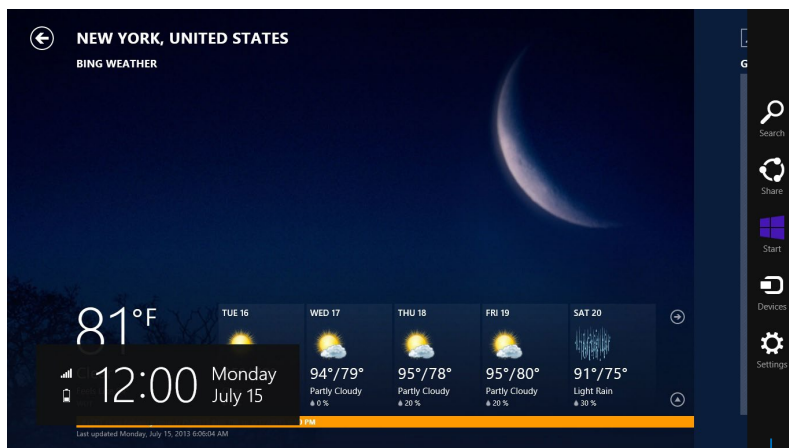 NEW YORK, UNITED STATES
BING WEATHER
G
Search
Share
Start
Devices
Settings
81°F
TUE 16
WED 17
94°/79°
Partly Cloudy
0 %
THU 18
95°/78°
Partly Cloudy
20 %
FRI 19
95°/80°
Partly Cloudy
20 %
SAT 20
91°/75°
Light Rain
30 %
12:00
Monday
July 15
PM
Last updated Monday, July 15, 2013 6:06:04 AM